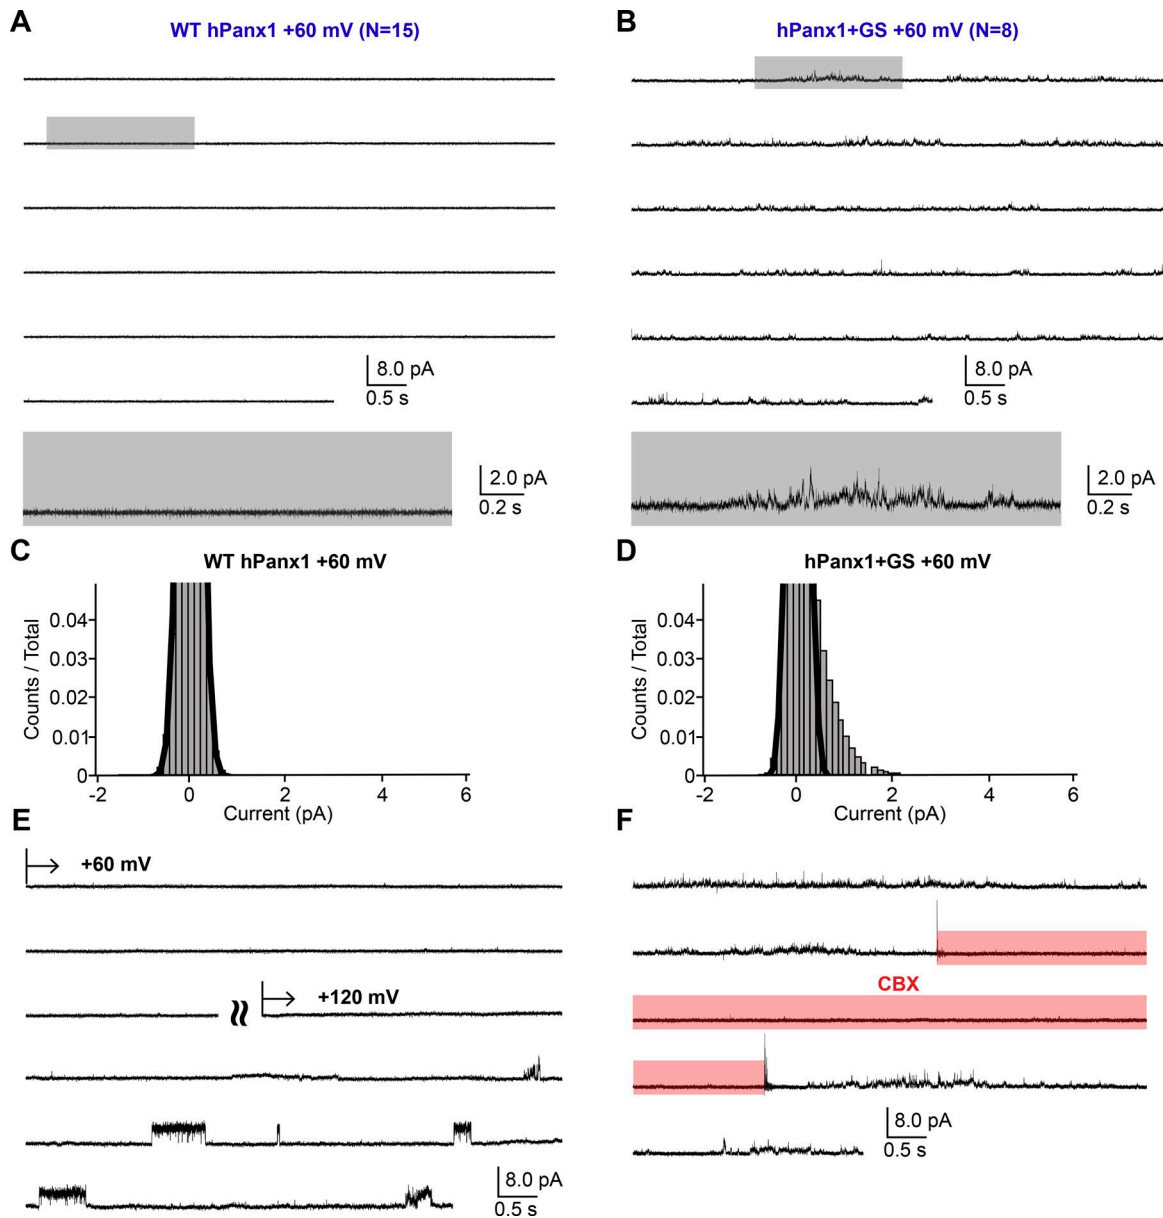 A
WT hPanx1 +60 mV (N=15)
8.0 pA
0.5 s
2.0 pA
0.2 s
B
hPanx1+GS +60 mV (N=8)
8.0 pA
0.5 s
2.0 pA
0.2 s
C
WT hPanx1 +60 mV
Counts / Total
0.04
0.03
0.02
0.01
0
-2
0
2
4
6
Current (pA)
D
hPanx1+GS +60 mV
Counts / Total
0.04
0.03
0.02
0.01
0
-2
0
2
4
6
Current (pA)
E
+60 mV
+120 mV
8.0 pA
0.5 s
F
CBX
8.0 pA
0.5 s